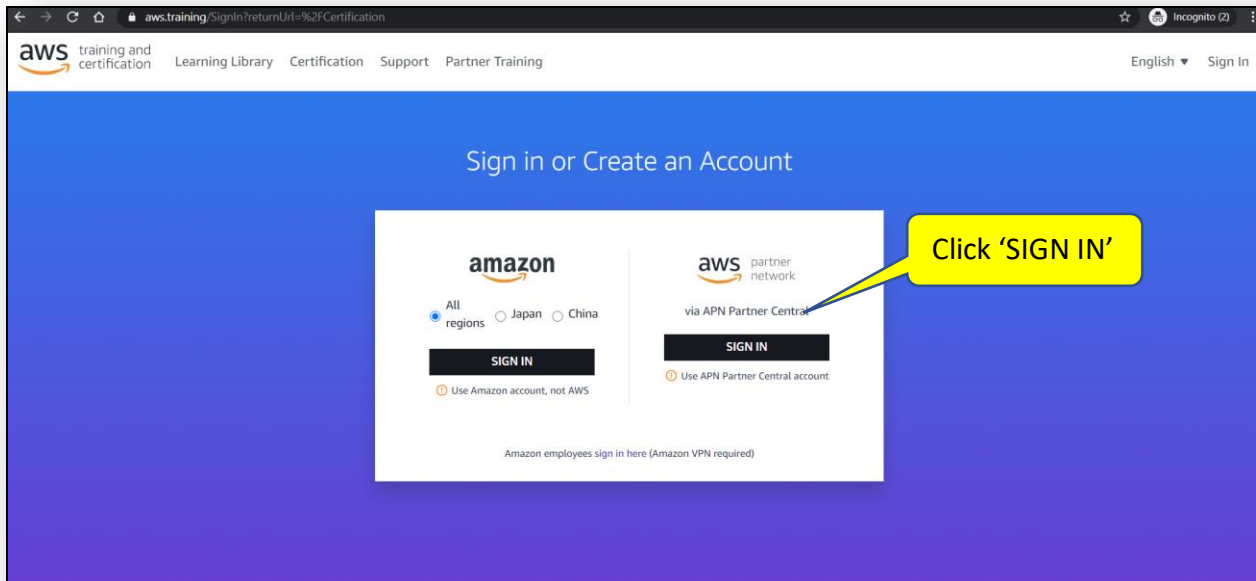 aws.training/SignIn?returnUrl=%2FCertification
Incognito (2)
aws training and certification
Learning Library Certification Support Partner Training
English ▼ Sign In
Sign in or Create an Account
amazon
All regions Japan China
SIGN IN
Use Amazon account, not AWS
aws partner network
via APN Partner Central
SIGN IN
Use APN Partner Central account
Click ‘SIGN IN’
Amazon employees sign in here (Amazon VPN required)